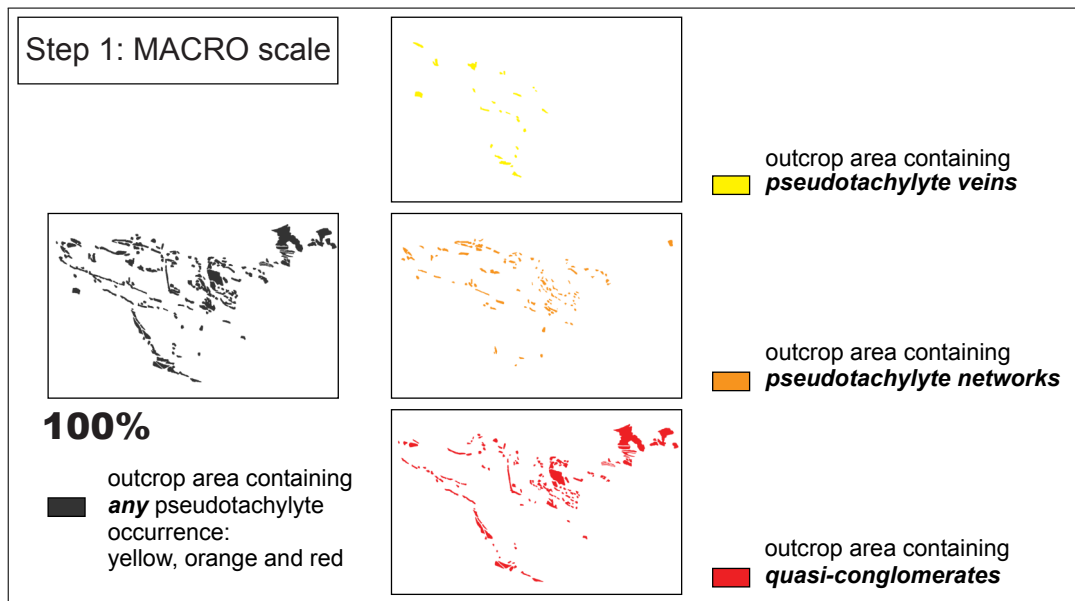 Step 1: MACRO scale
outcrop area containing
pseudotachylyte veins
outcrop area containing
pseudotachylyte networks
100%
outcrop area containing
any pseudotachylyte
occurrence:
yellow, orange and red
outcrop area containing
quasi-conglomerates